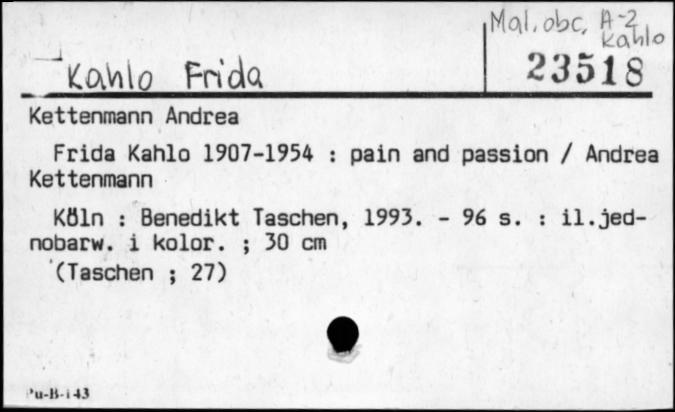 Mal. obc. A-2
Kahlo
Kahlo Frida
23518
Kettenmann Andrea
Frida Kahlo 1907-1954 : pain and passion / Andrea
Kettenmann
Köln : Benedikt Taschen, 1993. - 96 s. : il.jed-
nobarw. i kolor. ; 30 cm
(Taschen ; 27)
Pu-B-143